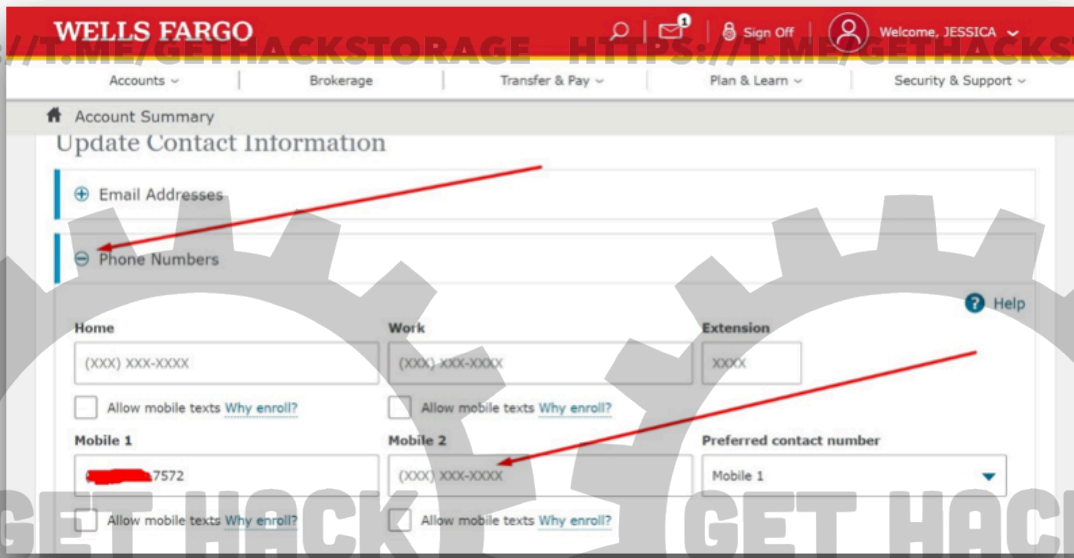 WELLS FARGO
1
Sign Off
Welcome, JESSICA
//T.ME/GETHACKSTORAGE HTTPS://T.ME/GETHACKS
Accounts
Brokerage
Transfer & Pay
Plan & Learn
Security & Support
Account Summary
Update Contact Information
Email Addresses
Phone Numbers
? Help
Home
Work
Extension
(XXX) XXX-XXXX
(XXX) XXX-XXXX
XXXX
Allow mobile texts Why enroll?
Allow mobile texts Why enroll?
Mobile 1
Mobile 2
Preferred contact number
7572
(XXX) XXX-XXXX
Mobile 1
Allow mobile texts Why enroll?
Allow mobile texts Why enroll?
GET HACK
GET HACK